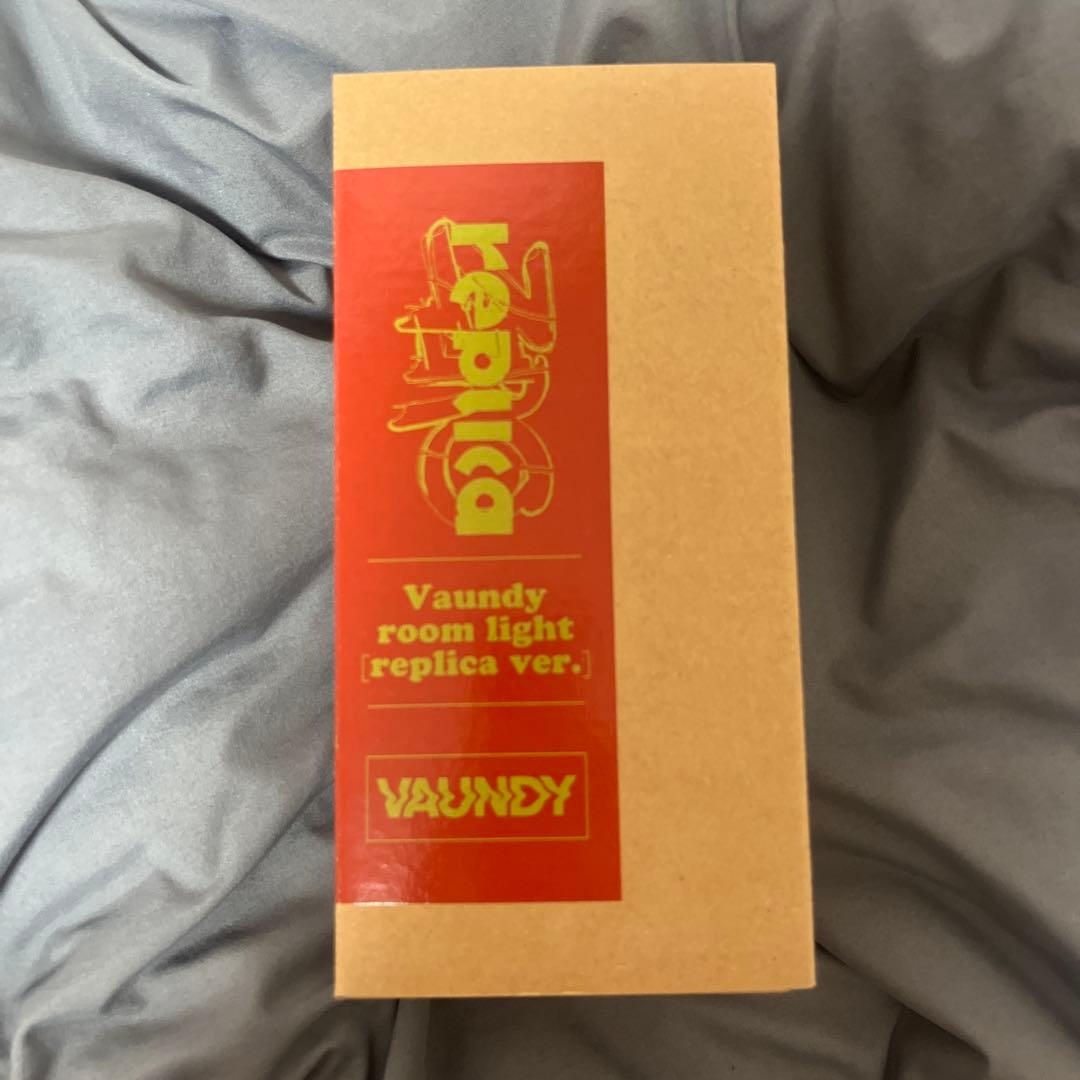 replica
Vaundy
room light
[replica ver.]
VAUNDY